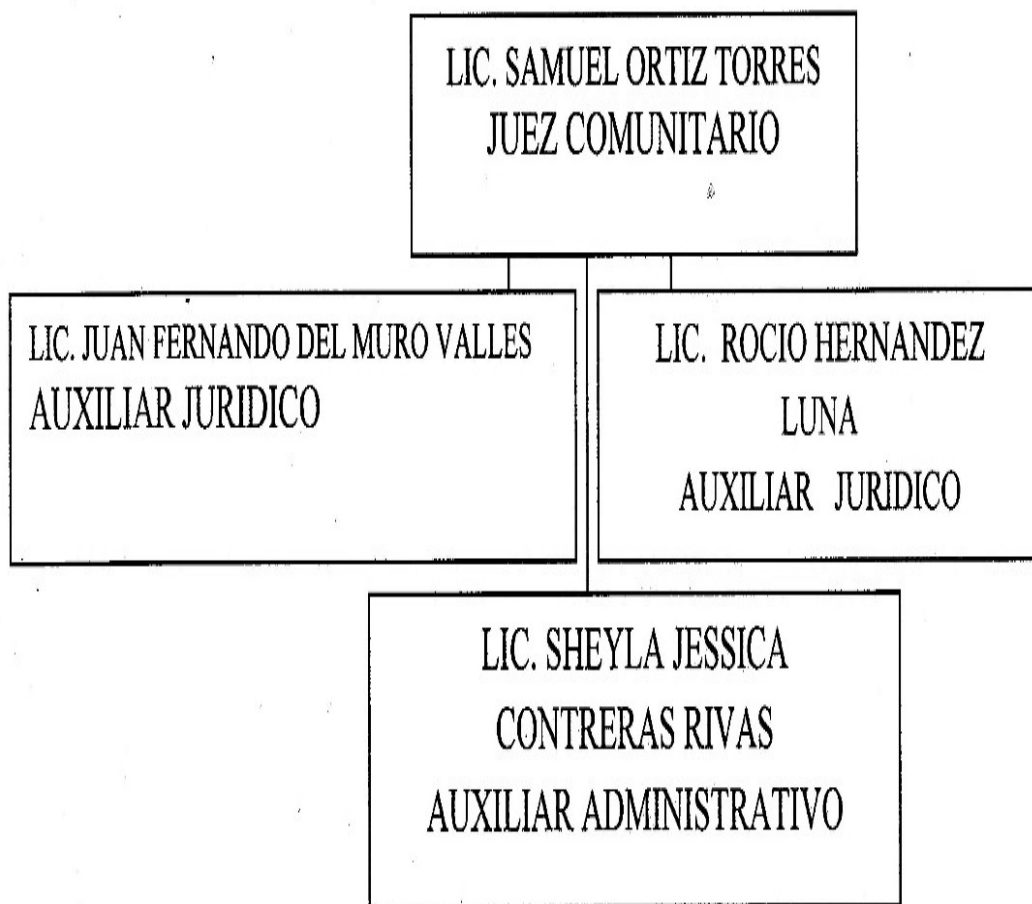 LIC. SAMUEL ORTIZ TORRES
JUEZ COMUNITARIO
LIC. JUAN FERNANDO DEL MURO VALLES
AUXILIAR JURIDICO
LIC. ROCIO HERNANDEZ
LUNA
AUXILIAR JURIDICO
LIC. SHEYLA JESSICA
CONTRERAS RIVAS
AUXILIAR ADMINISTRATIVO